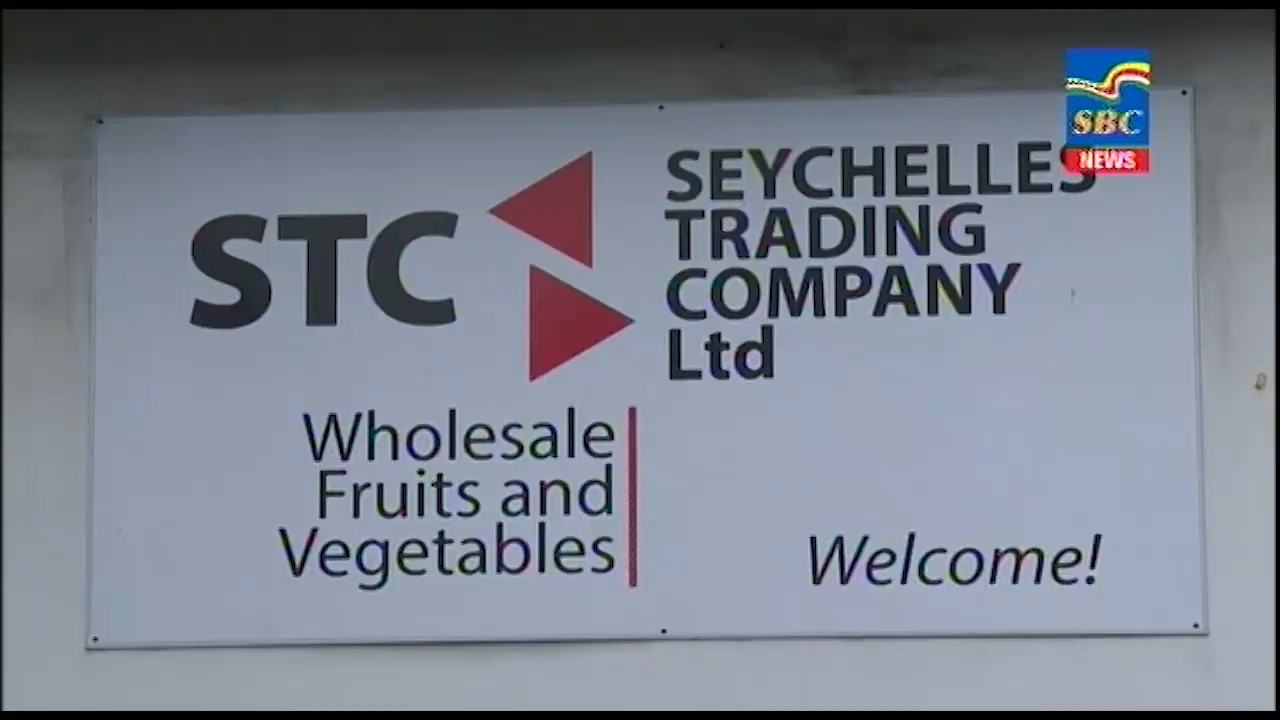 SBC
NEWS
STC
SEYCHELLES
TRADING
COMPANY
Ltd
Wholesale
Fruits and
Vegetables
Welcome!